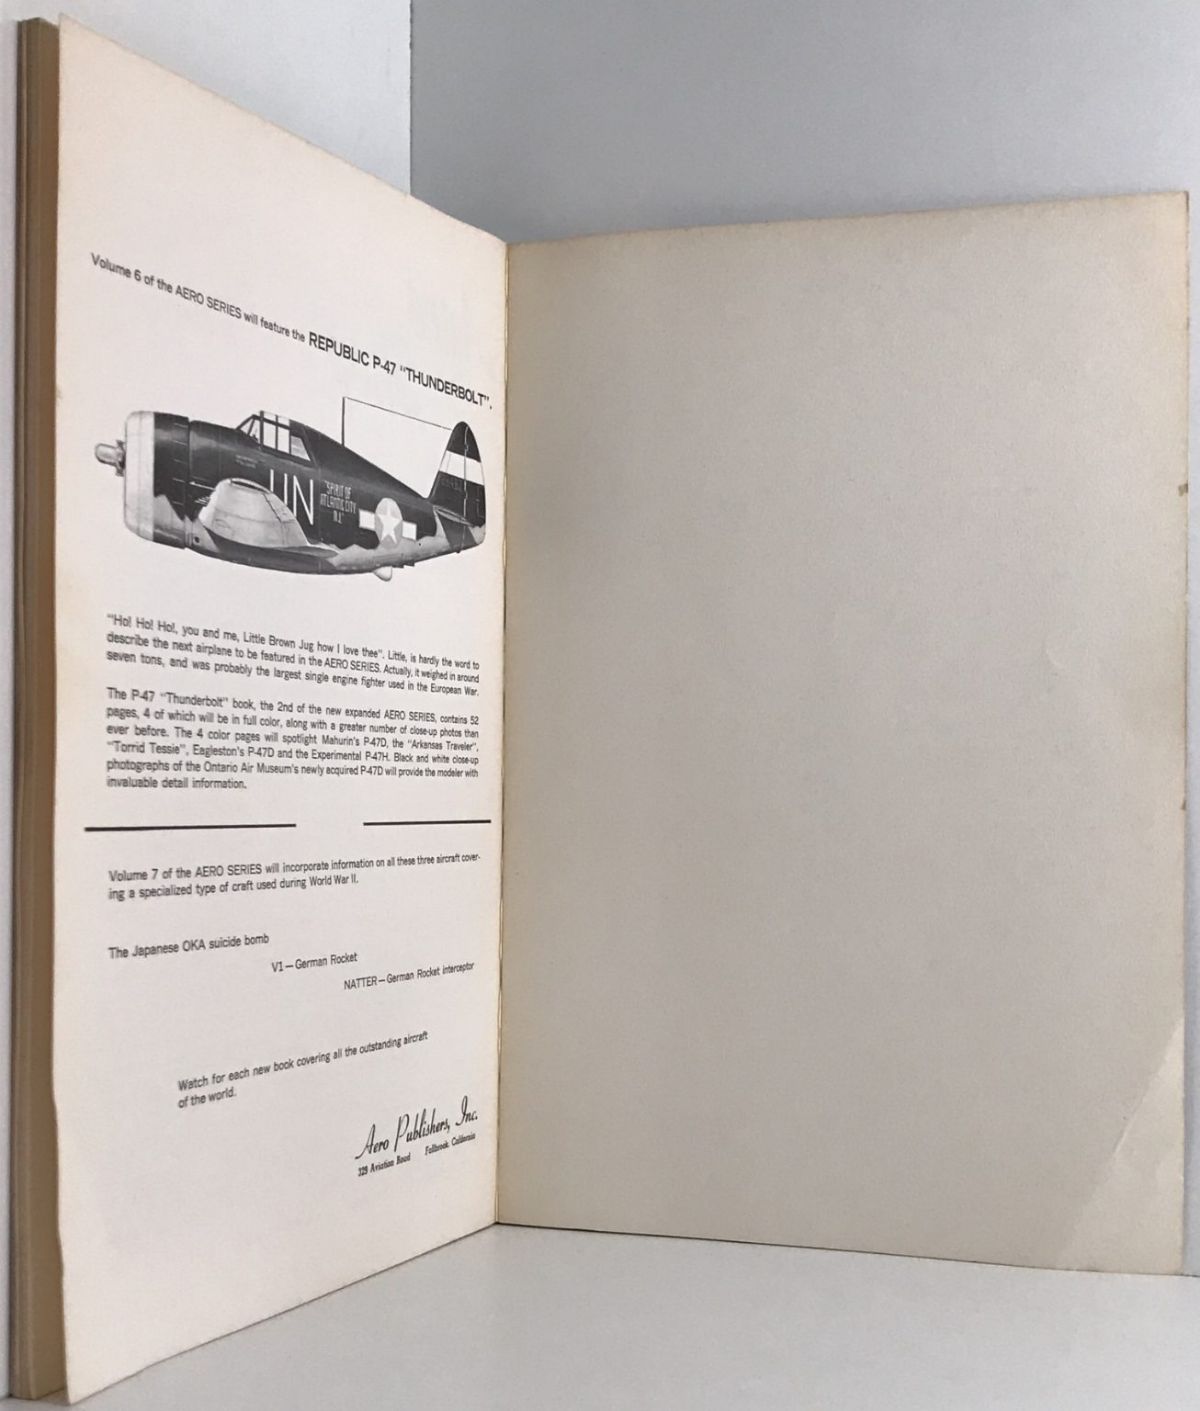 Volume 6 of the AERO SERIES will feature the REPUBLIC P-47 "THUNDERBOLT".
UN
"SPIRIT OF
ATLANTIC CITY
N.J."
"Ho! Ho! Ho!, you and me, Little Brown Jug how I love thee". Little, is hardly the word to
describe the next airplane to be featured in the AERO SERIES. Actually, it weighed in around
seven tons, and was probably the largest single engine fighter used in the European War.
The P-47 "Thunderbolt" book, the 2nd of the new expanded AERO SERIES, contains 52
pages, 4 of which will be in full color, along with a greater number of close-up photos than
ever before. The 4 color pages will spotlight Mahurin's P-47D, the "Arkansas Traveler",
"Torrid Tessie", Eagleston's P-47D and the Experimental P-47H. Black and white close-up
photographs of the Ontario Air Museum's newly acquired P-47D will provide the modeler with
invaluable detail information.
Volume 7 of the AERO SERIES will incorporate information on all these three aircraft cover-
ing a specialized type of craft used during World War II.
The Japanese OKA suicide bomb
V1—German Rocket
NATTER—German Rocket interceptor
Watch for each new book covering all the outstanding aircraft
of the world.
Aero Publishers, Inc.
329 Aviation Road Fallbrook, California